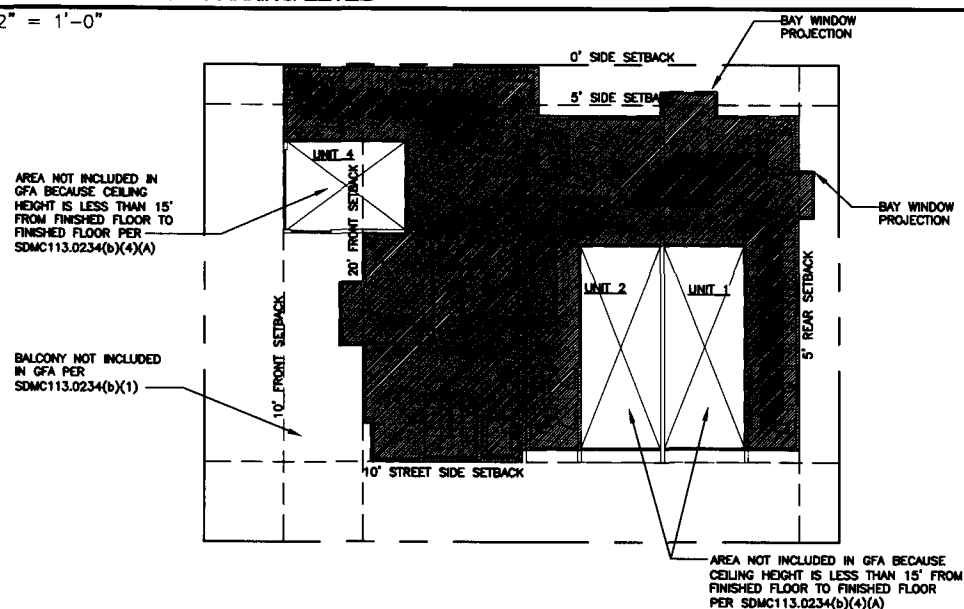 2" = 1'-0"
BAY WINDOW
PROJECTION
0' SIDE SETBACK
5' SIDE SETBA
UNIT 4
20' FRONT SETBACK
AREA NOT INCLUDED IN
GFA BECAUSE CEILING
HEIGHT IS LESS THAN 15'
FROM FINISHED FLOOR TO
FINISHED FLOOR PER
SDMC113.0234(b)(4)(A)
BAY WINDOW
PROJECTION
UNIT 2
UNIT 1
5' REAR SETBACK
10' FRONT SETBACK
BALCONY NOT INCLUDED
IN GFA PER
SDMC113.0234(b)(1)
10' STREET SIDE SETBACK
AREA NOT INCLUDED IN GFA BECAUSE
CEILING HEIGHT IS LESS THAN 15' FROM
FINISHED FLOOR TO FINISHED FLOOR
PER SDMC113.0234(b)(4)(A)